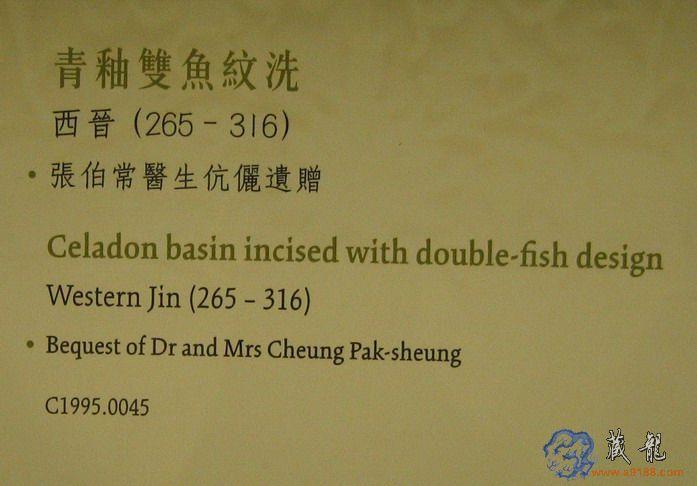 青釉雙魚紋洗
西晉 (265 – 316)
• 張伯常醫生伉儷遺贈
Celadon basin incised with double-fish design
Western Jin (265 – 316)
• Bequest of Dr and Mrs Cheung Pak-sheung
C1995.0045
藏龍
www.a9188.com